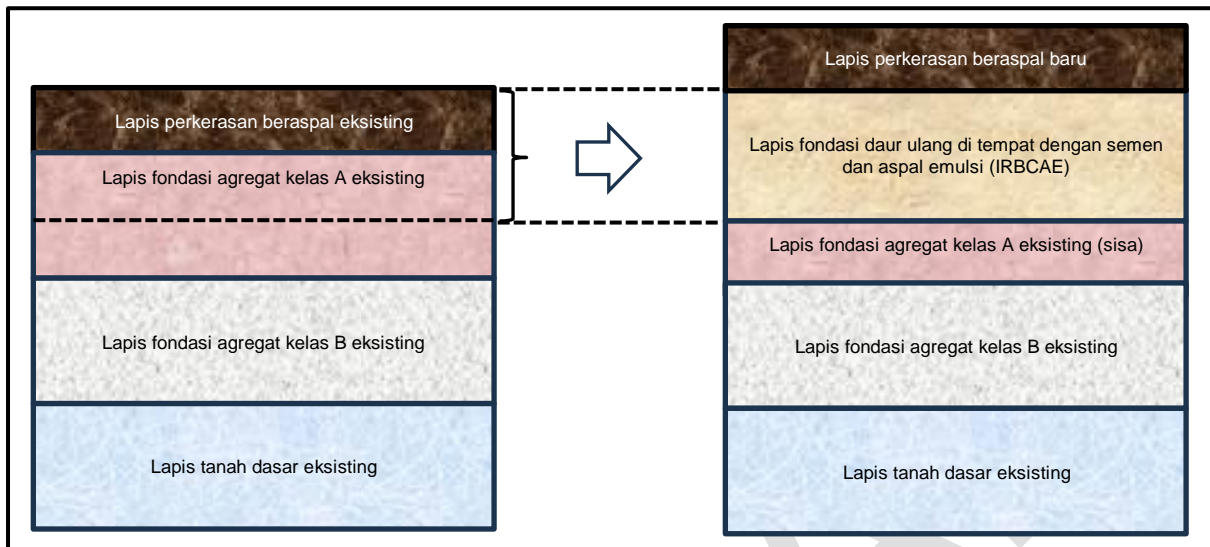 Lapis perkerasan beraspal eksisting
Lapis fondasi agregat kelas A eksisting
Lapis fondasi agregat kelas B eksisting
Lapis tanah dasar eksisting
Lapis perkerasan beraspal baru
Lapis fondasi daur ulang di tempat dengan semen
dan aspal emulsi (IRBCAE)
Lapis fondasi agregat kelas A eksisting (sisa)
Lapis fondasi agregat kelas B eksisting
Lapis tanah dasar eksisting